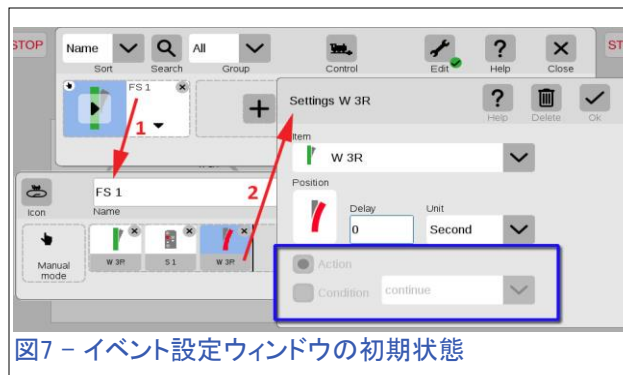 STOP
Name
All
ST
Sort
Search
Group
Control
Edit
Help
Close
FS 1
1
Settings W 3R
Help
Delete
Ok
Item
W 3R
Position
Delay
Unit
0
Second
Action
Condition
continue
Icon
FS 1
Name
2
Manual
mode
W 3R
S 1
W 3R
図7 – イベント設定ウィンドウの初期状態